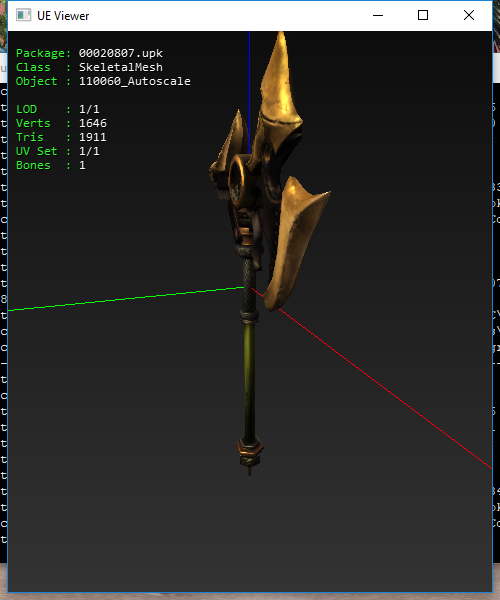 UE Viewer
Package: 00020807.upk
Class  : SkeletalMesh
Object : 110060_Autoscale
LOD    : 1/1
Verts  : 1646
Tris   : 1911
UV Set : 1/1
Bones  : 1